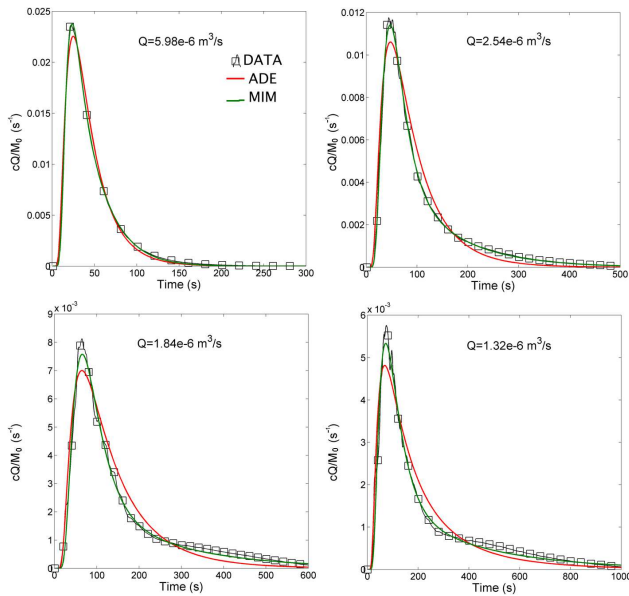 Q=5.98e-6 m³/s
DATA
ADE
MIM
cQ/M₀ (s⁻¹)
0.025
0.02
0.015
0.01
0.005
0
0 50 100 150 200 250 300
Time (s)
Q=2.54e-6 m³/s
cQ/M₀ (s⁻¹)
0.012
0.01
0.008
0.006
0.004
0.002
0
0 100 200 300 400 500
Time (s)
Q=1.84e-6 m³/s
cQ/M₀ (s⁻¹)
9 x 10⁻³
8
7
6
5
4
3
2
1
0
0 100 200 300 400 500 600
Time (s)
Q=1.32e-6 m³/s
cQ/M₀ (s⁻¹)
6 x 10⁻³
5
4
3
2
1
0
0 200 400 600 800 1000
Time (s)